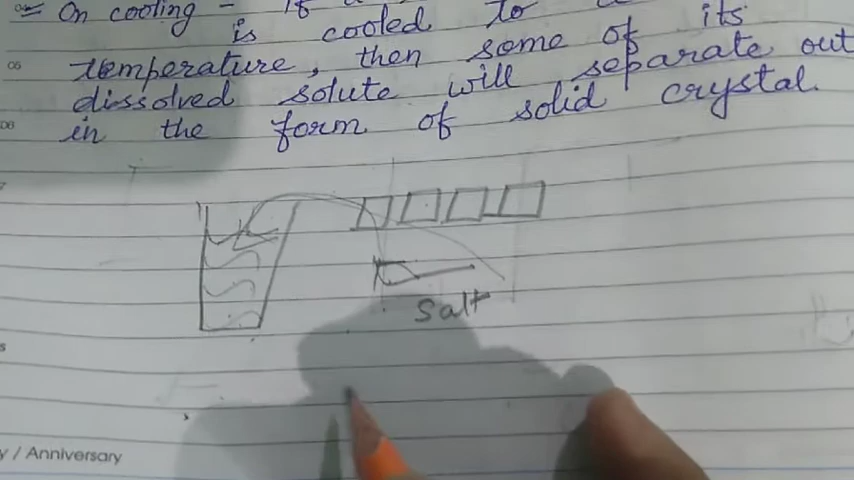 On cooling - If a
is cooled to a
temperature, then some of its
dissolved solute will separate out
in the form of solid crystal.
Salt
y / Anniversary